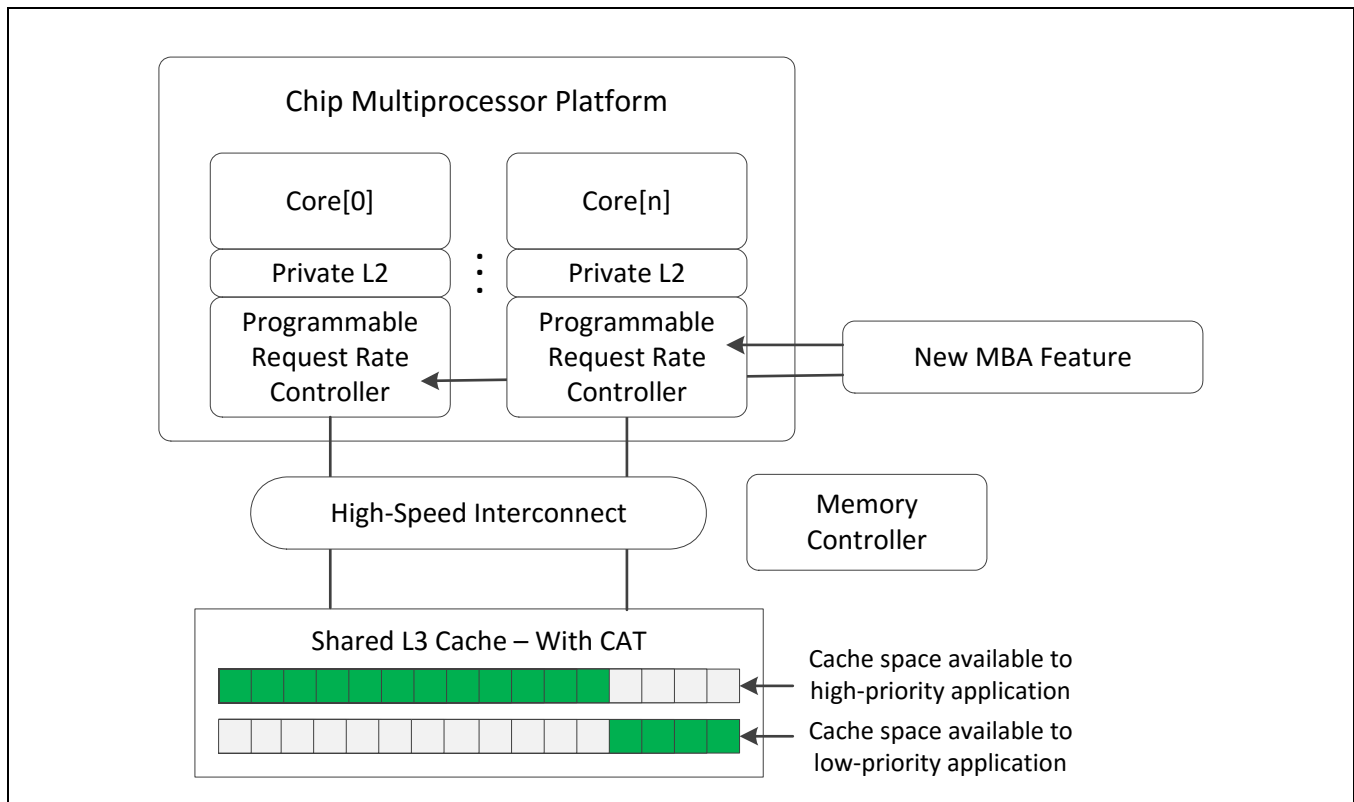 Chip Multiprocessor Platform
Core[0]
Core[n]
Private L2
Private L2
Programmable
Request Rate
Controller
Programmable
Request Rate
Controller
New MBA Feature
High-Speed Interconnect
Memory
Controller
Shared L3 Cache – With CAT
Cache space available to
high-priority application
Cache space available to
low-priority application